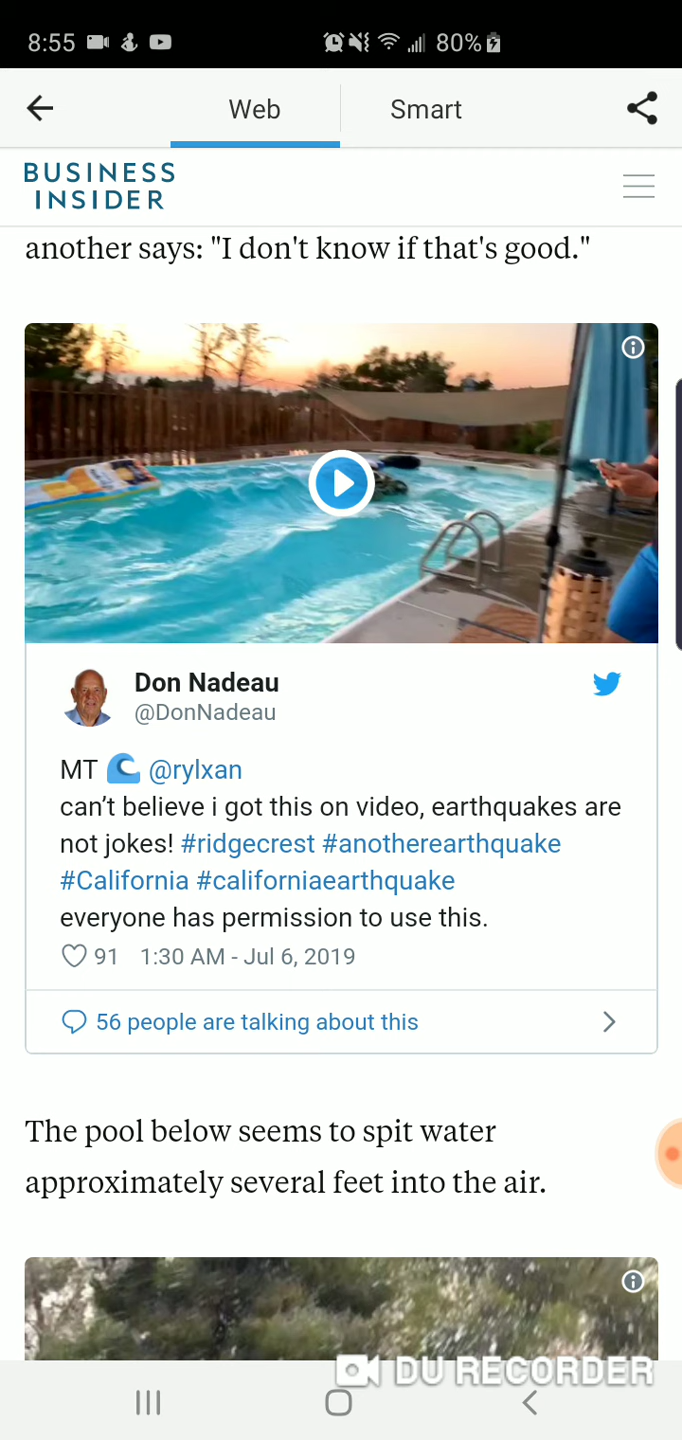 8:55
80%
Web
Smart
BUSINESS
INSIDER
another says: "I don't know if that's good."
Don Nadeau
@DonNadeau
MT 🌊 @rylxan
can’t believe i got this on video, earthquakes are
not jokes! #ridgecrest #anotherearthquake
#California #californiaearthquake
everyone has permission to use this.
91 1:30 AM - Jul 6, 2019
56 people are talking about this
The pool below seems to spit water
approximately several feet into the air.
DU RECORDER